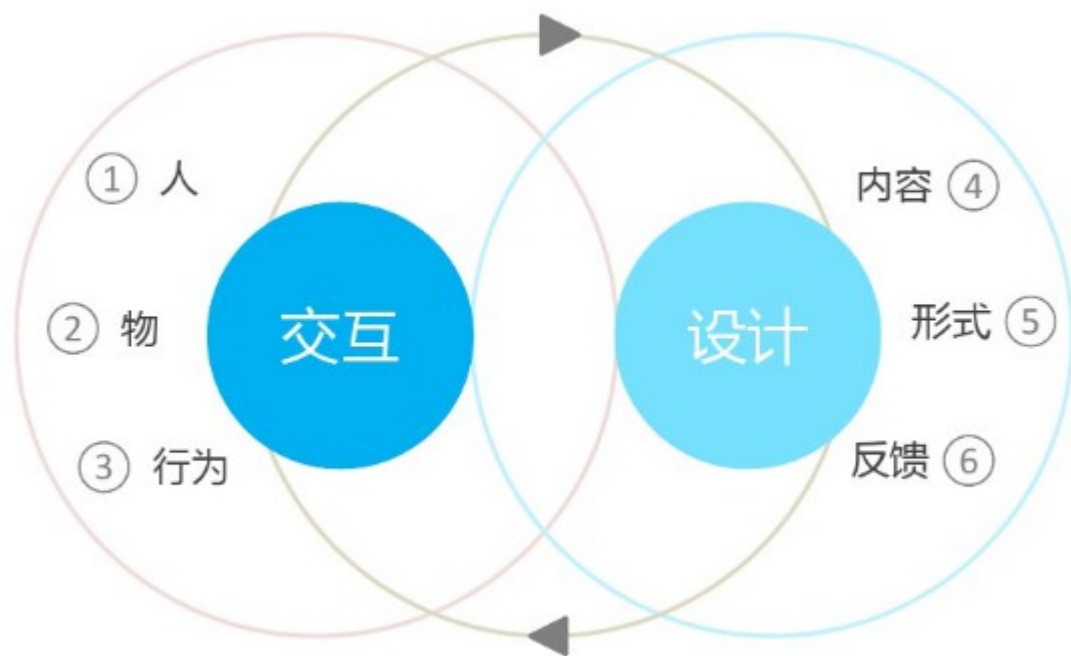 ① 人
内容 ④
② 物
交互
设计
形式 ⑤
③ 行为
反馈 ⑥